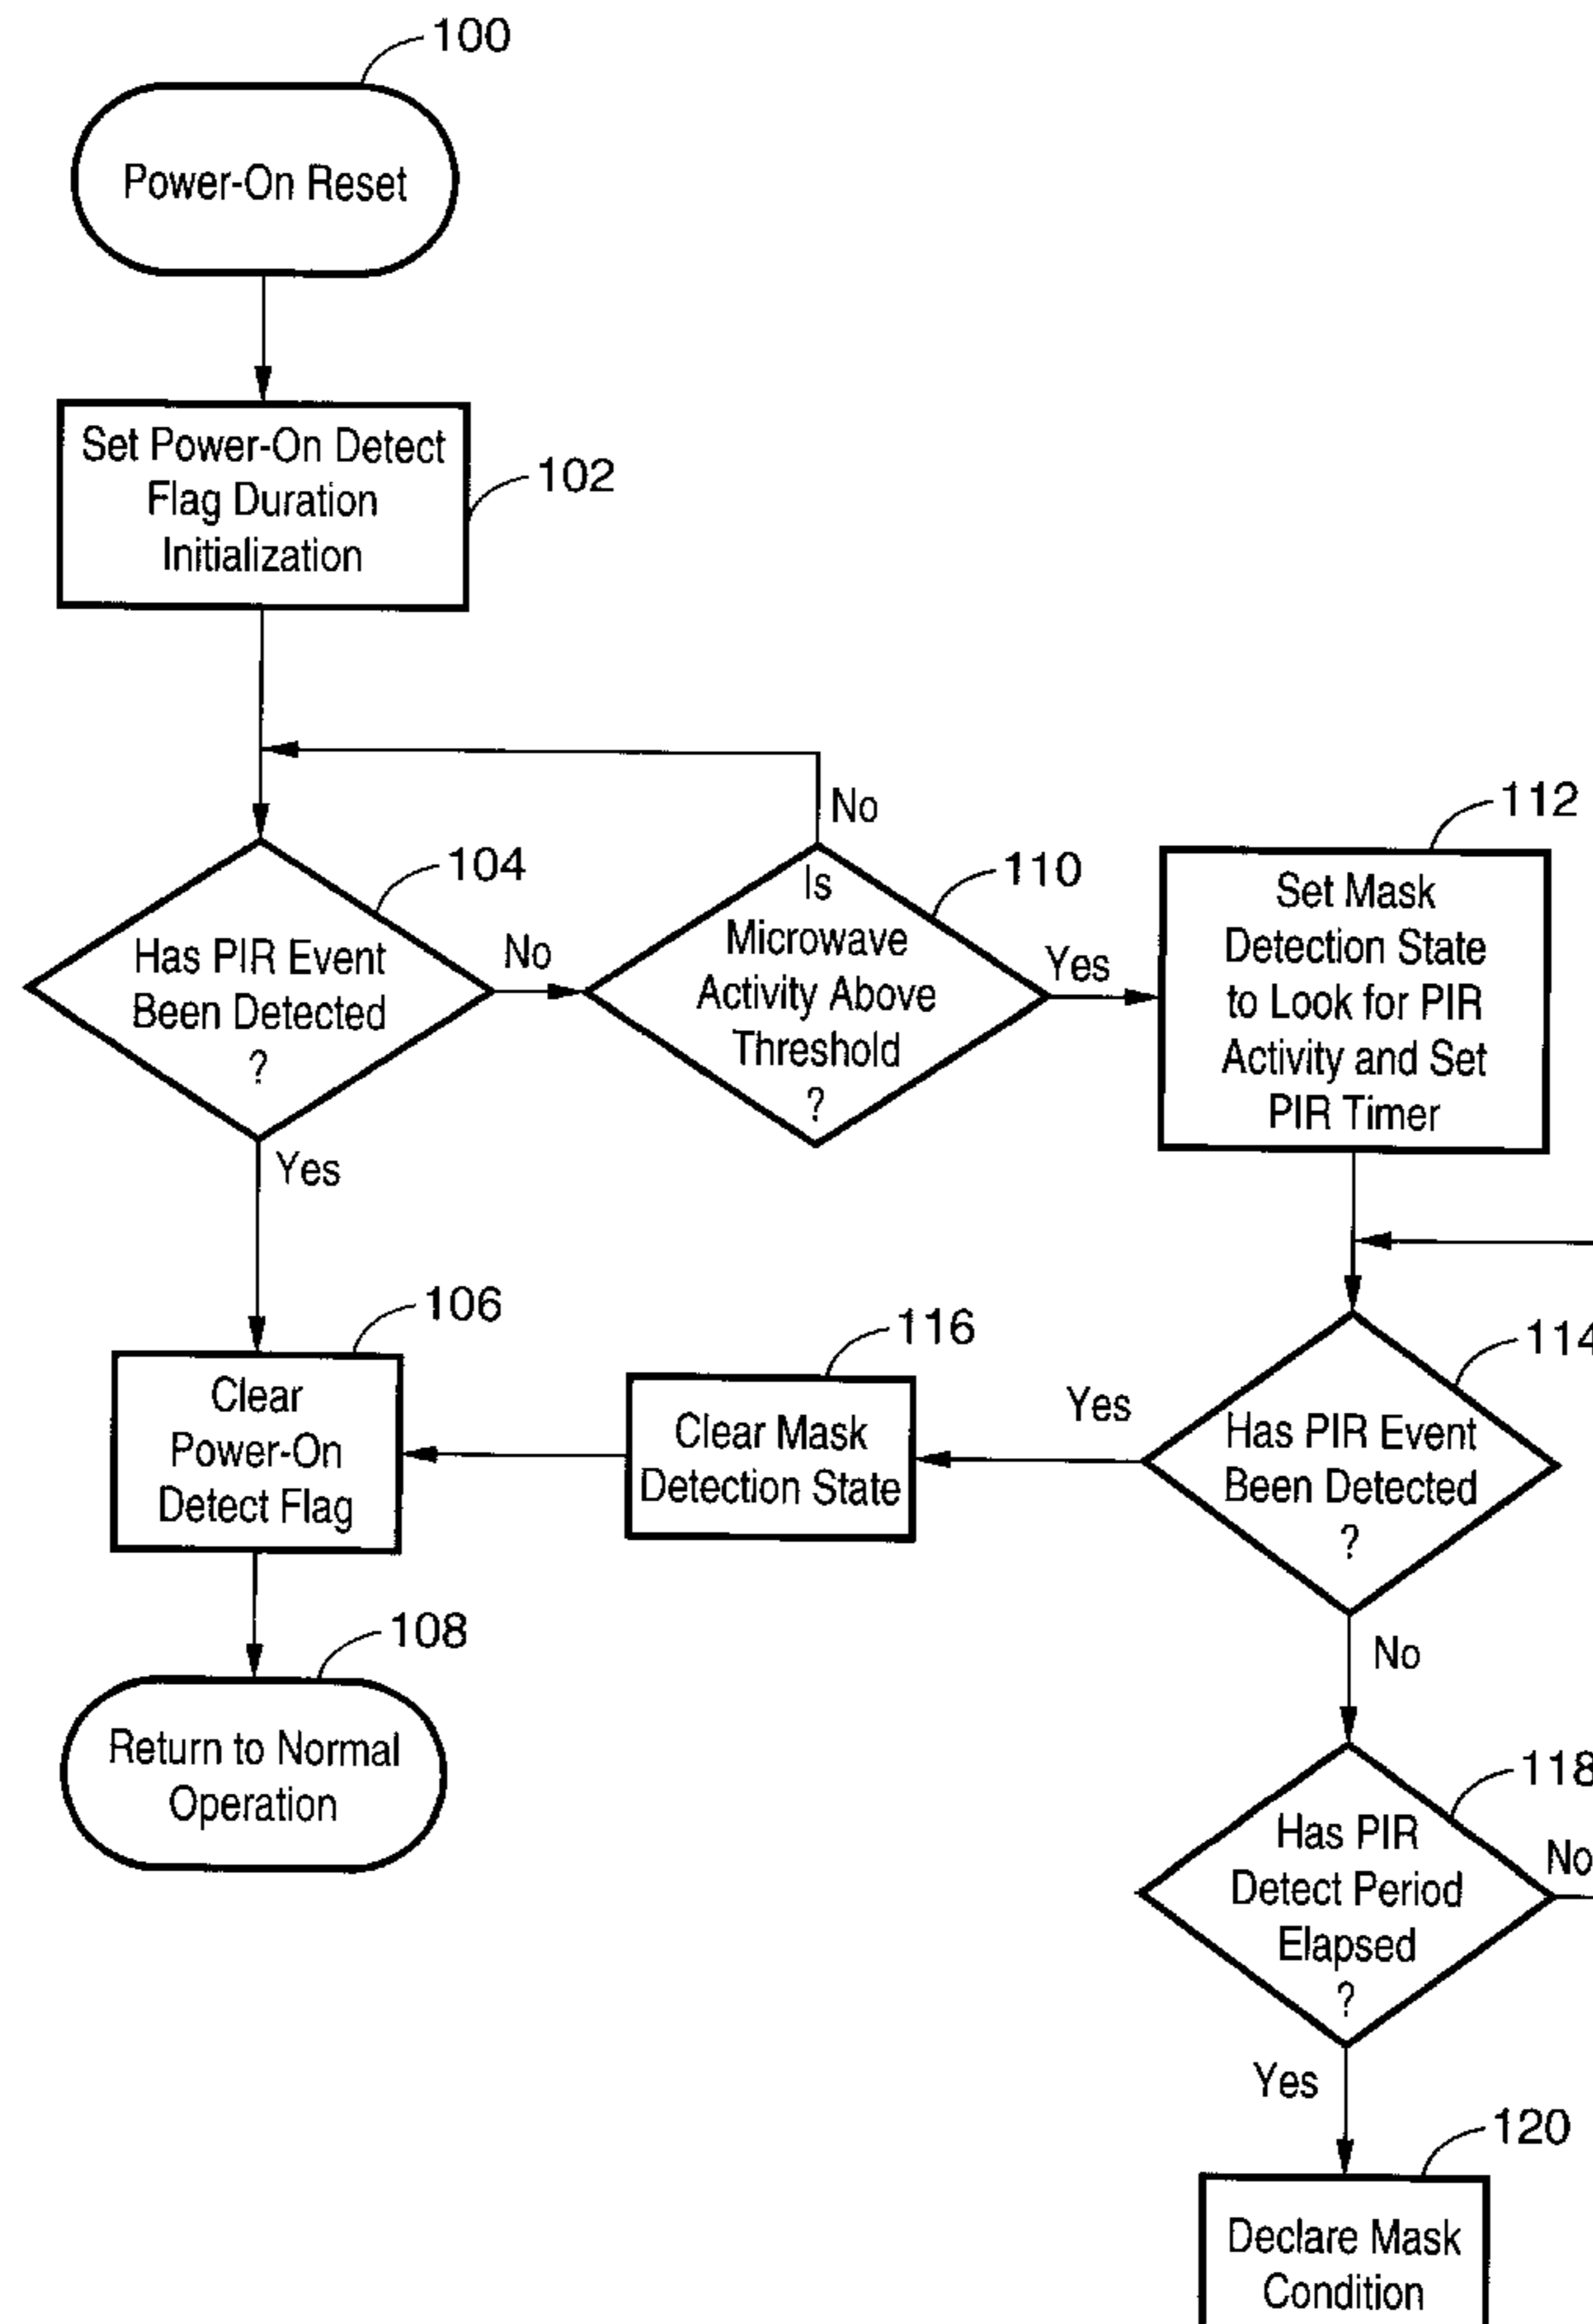 100
Power-On Reset
Set Power-On Detect
Flag Duration
Initialization
102
No
104
Has PIR Event
Been Detected
?
No
Yes
110
Is
Microwave
Activity Above
Threshold
?
Yes
112
Set Mask
Detection State
to Look for PIR
Activity and Set
PIR Timer
106
Clear
Power-On
Detect Flag
116
Clear Mask
Detection State
Yes
114
Has PIR Event
Been Detected
?
No
108
Return to Normal
Operation
118
Has PIR
Detect Period
Elapsed
?
No
Yes
120
Declare Mask
Condition